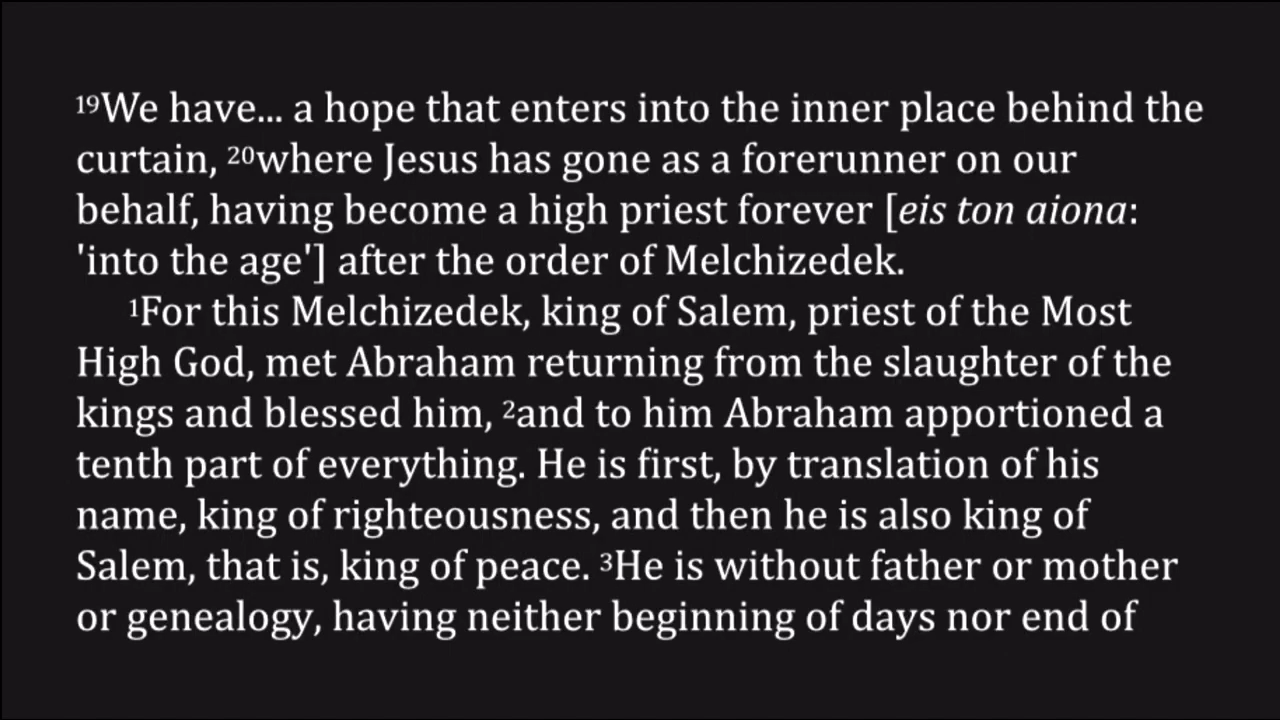 ¹⁹We have... a hope that enters into the inner place behind the
curtain, ²⁰where Jesus has gone as a forerunner on our
behalf, having become a high priest forever [eis ton aiona:
'into the age'] after the order of Melchizedek.
¹For this Melchizedek, king of Salem, priest of the Most
High God, met Abraham returning from the slaughter of the
kings and blessed him, ²and to him Abraham apportioned a
tenth part of everything. He is first, by translation of his
name, king of righteousness, and then he is also king of
Salem, that is, king of peace. ³He is without father or mother
or genealogy, having neither beginning of days nor end of